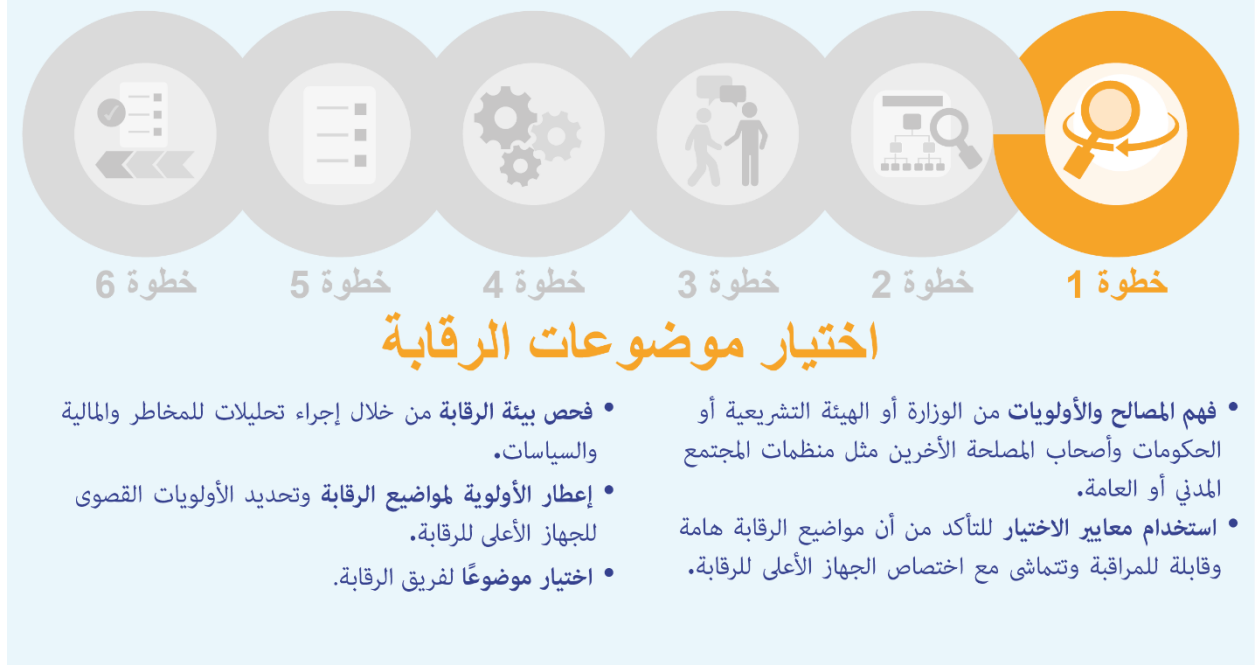 خطوة 1
خطوة 2
خطوة 3
خطوة 4
خطوة 5
خطوة 6
اختيار موضوعات الرقابة
• فهم المصالح والأولويات من الوزارة أو الهيئة التشريعية أو
الحكومات وأصحاب المصلحة الأخرين مثل منظمات المجتمع
المدني أو العامة.
• استخدام معايير الاختيار للتأكد من أن مواضيع الرقابة هامة
وقابلة للمراقبة وتتماشى مع اختصاص الجهاز الأعلى للرقابة.
• فحص بيئة الرقابة من خلال إجراء تحليلات للمخاطر والمالية
والسياسات.
• إعطار الأولوية لمواضيع الرقابة وتحديد الأولويات القصوى
للجهاز الأعلى للرقابة.
• اختيار موضوعًا لفريق الرقابة.